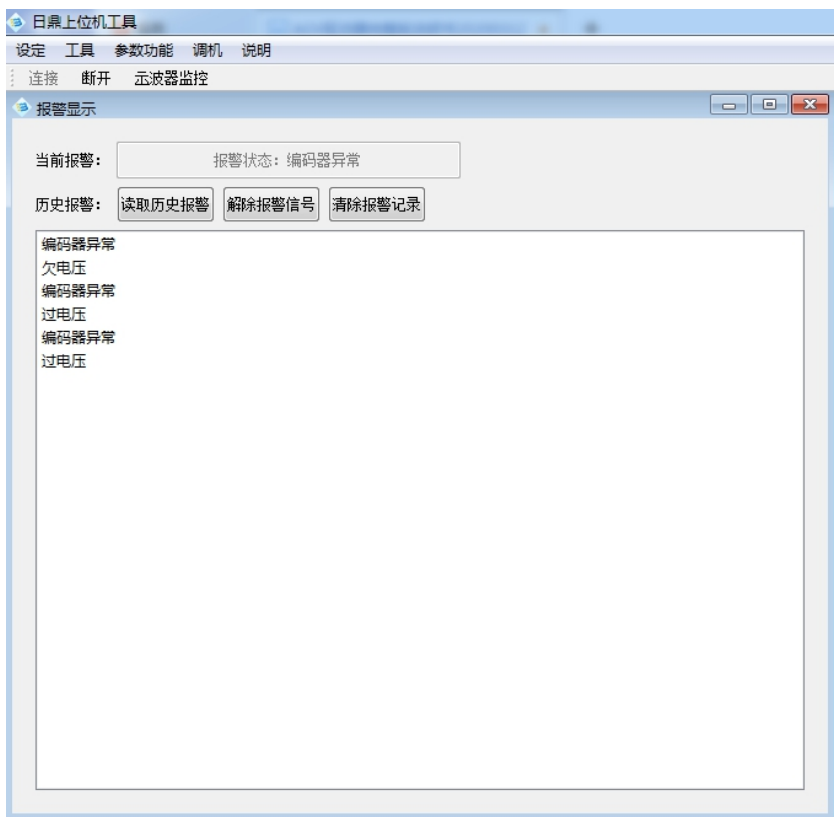 日鼎上位机工具
设定 工具 参数功能 调机 说明
连接 断开 示波器监控
报警显示
当前报警： 报警状态：编码器异常
历史报警： 读取历史报警 解除报警信号 清除报警记录
编码器异常
欠电压
编码器异常
过电压
编码器异常
过电压